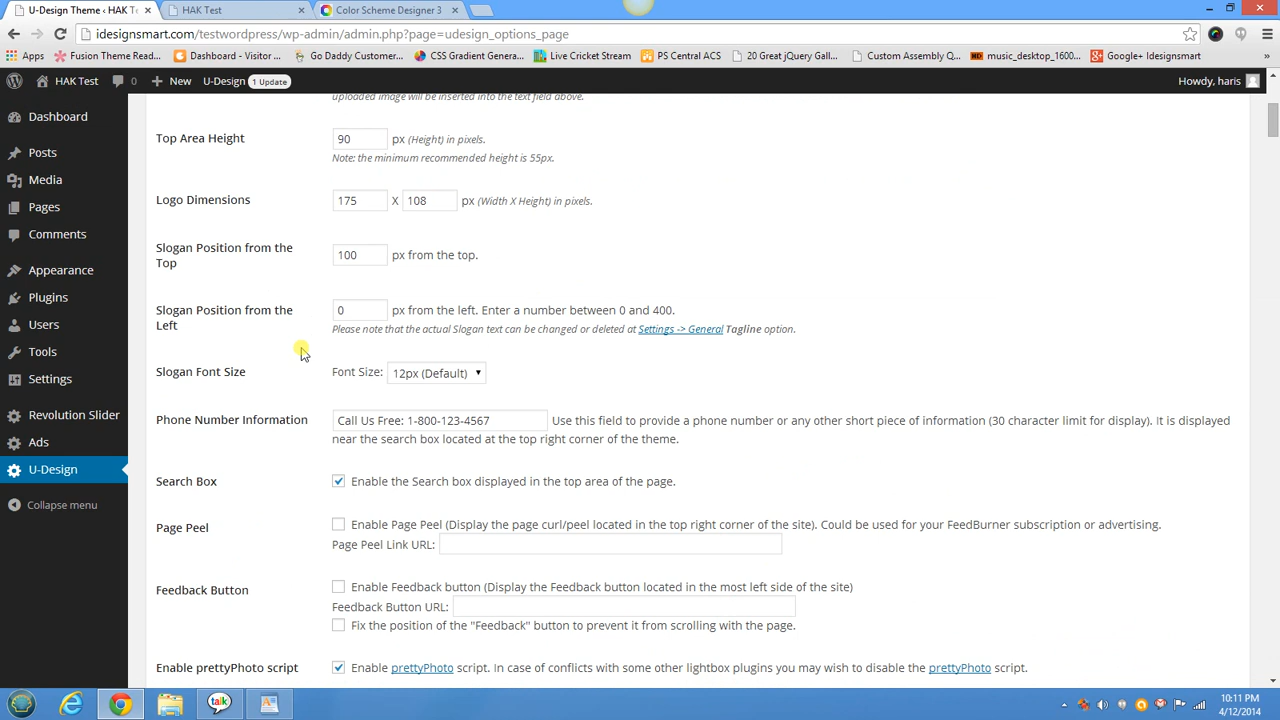 U-Design Theme ‹ HAK T
HAK Test
Color Scheme Designer 3
idesignsmart.com/testwordpress/wp-admin/admin.php?page=udesign_options_page
Apps
Fusion Theme Read...
Dashboard - Visitor ...
Go Daddy Customer...
CSS Gradient Genera...
Live Cricket Stream
PS Central ACS
20 Great jQuery Gall...
Custom Assembly Q...
music_desktop_1600...
Google+ Idesignsmart
HAK Test
0
New
U-Design
1 Update
Howdy, haris
Dashboard
Posts
Media
Pages
Comments
Appearance
Plugins
Users
Tools
Settings
Revolution Slider
Ads
U-Design
Collapse menu
uploaded image will be inserted into the text field above.
Top Area Height
90 px (Height) in pixels.
Note: the minimum recommended height is 55px.
Logo Dimensions
175 X 108 px (Width X Height) in pixels.
Slogan Position from the
Top
100 px from the top.
Slogan Position from the
Left
0 px from the left. Enter a number between 0 and 400.
Please note that the actual Slogan text can be changed or deleted at Settings -> General Tagline option.
Slogan Font Size
Font Size: 12px (Default)
Phone Number Information
Call Us Free: 1-800-123-4567 Use this field to provide a phone number or any other short piece of information (30 character limit for display). It is displayed
near the search box located at the top right corner of the theme.
Search Box
Enable the Search box displayed in the top area of the page.
Page Peel
Enable Page Peel (Display the page curl/peel located in the top right corner of the site). Could be used for your FeedBurner subscription or advertising.
Page Peel Link URL:
Feedback Button
Enable Feedback button (Display the Feedback button located in the most left side of the site)
Feedback Button URL:
Fix the position of the "Feedback" button to prevent it from scrolling with the page.
Enable prettyPhoto script
Enable prettyPhoto script. In case of conflicts with some other lightbox plugins you may wish to disable the prettyPhoto script.
talk
10:11 PM
4/12/2014